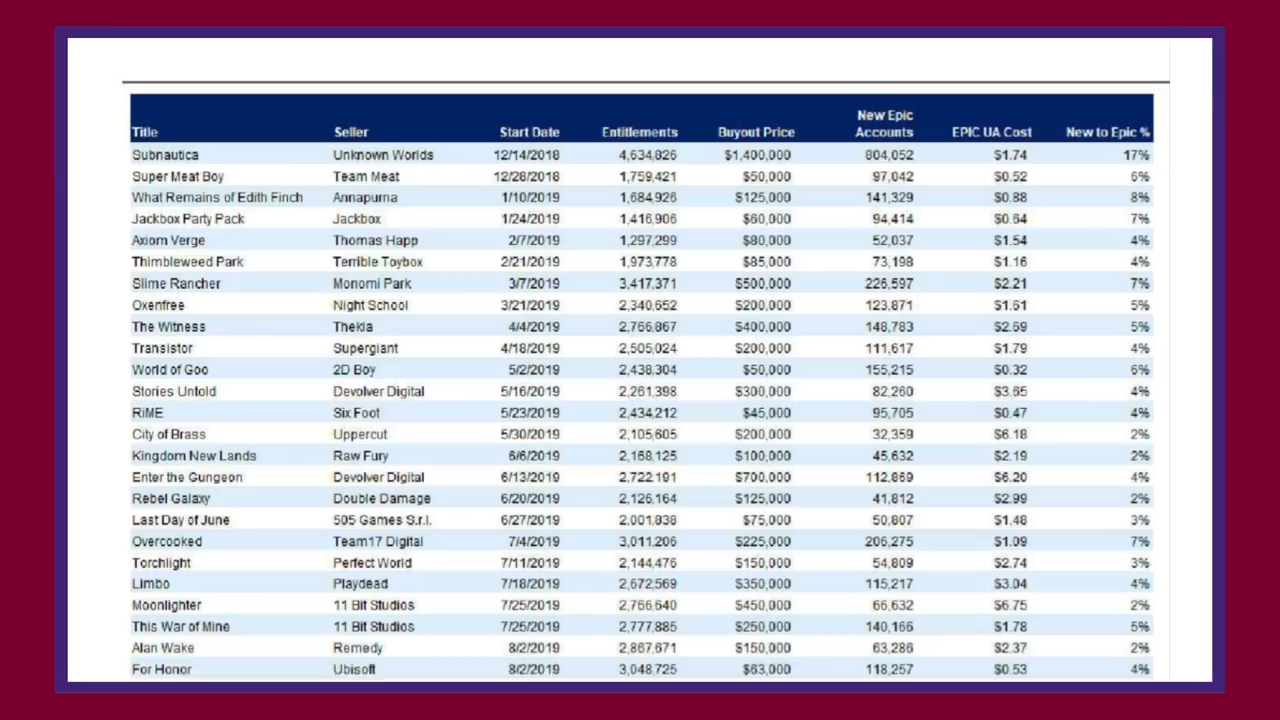 New Epic
Title Seller Start Date Entitlements Buyout Price Accounts EPIC UA Cost New to Epic %
Subnautica Unknown Worlds 12/14/2018 4,634,826 $1,400,000 804,052 $1.74 17%
Super Meat Boy Team Meat 12/28/2018 1,759,421 $50,000 97,042 $0.52 6%
What Remains of Edith Finch Annapurna 1/10/2019 1,684,926 $125,000 141,329 $0.88 8%
Jackbox Party Pack Jackbox 1/24/2019 1,416,906 $60,000 94,414 $0.64 7%
Axiom Verge Thomas Happ 2/7/2019 1,297,299 $80,000 52,037 $1.54 4%
Thimbleweed Park Terrible Toybox 2/21/2019 1,973,778 $85,000 73,198 $1.16 4%
Slime Rancher Monomi Park 3/7/2019 3,417,371 $500,000 226,597 $2.21 7%
Oxenfree Night School 3/21/2019 2,340,652 $200,000 123,871 $1.61 5%
The Witness Thekla 4/4/2019 2,766,867 $400,000 148,783 $2.69 5%
Transistor Supergiant 4/18/2019 2,505,024 $200,000 111,617 $1.79 4%
World of Goo 2D Boy 5/2/2019 2,438,304 $50,000 155,215 $0.32 6%
Stories Untold Devolver Digital 5/16/2019 2,261,398 $300,000 82,260 $3.65 4%
RiME Six Foot 5/23/2019 2,434,212 $45,000 95,705 $0.47 4%
City of Brass Uppercut 5/30/2019 2,105,605 $200,000 32,359 $6.18 2%
Kingdom New Lands Raw Fury 6/6/2019 2,168,125 $100,000 45,632 $2.19 2%
Enter the Gungeon Devolver Digital 6/13/2019 2,722,191 $700,000 112,869 $6.20 4%
Rebel Galaxy Double Damage 6/20/2019 2,126,164 $125,000 41,812 $2.99 2%
Last Day of June 505 Games S.r.l. 6/27/2019 2,001,838 $75,000 50,807 $1.48 3%
Overcooked Team17 Digital 7/4/2019 3,011,206 $225,000 206,275 $1.09 7%
Torchlight Perfect World 7/11/2019 2,144,476 $150,000 54,809 $2.74 3%
Limbo Playdead 7/18/2019 2,672,569 $350,000 115,217 $3.04 4%
Moonlighter 11 Bit Studios 7/25/2019 2,766,640 $450,000 66,632 $6.75 2%
This War of Mine 11 Bit Studios 7/25/2019 2,777,885 $250,000 140,166 $1.78 5%
Alan Wake Remedy 8/2/2019 2,867,671 $150,000 63,286 $2.37 2%
For Honor Ubisoft 8/2/2019 3,048,725 $63,000 118,257 $0.53 4%